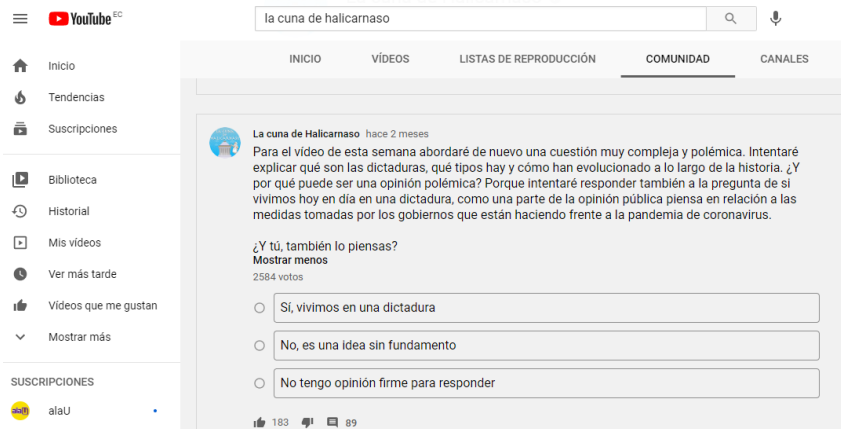 YouTube EC
la cuna de halicarnaso
INICIO VÍDEOS LISTAS DE REPRODUCCIÓN COMUNIDAD CANALES
Inicio
Tendencias
Suscripciones
Biblioteca
Historial
Mis vídeos
Ver más tarde
Vídeos que me gustan
Mostrar más
SUSCRIPCIONES
alaU alaU
La cuna de Halicarnaso hace 2 meses
Para el vídeo de esta semana abordaré de nuevo una cuestión muy compleja y polémica. Intentaré
explicar qué son las dictaduras, qué tipos hay y cómo han evolucionado a lo largo de la historia. ¿Y
por qué puede ser una opinión polémica? Porque intentaré responder también a la pregunta de si
vivimos hoy en día en una dictadura, como una parte de la opinión pública piensa en relación a las
medidas tomadas por los gobiernos que están haciendo frente a la pandemia de coronavirus.
¿Y tú, también lo piensas?
Mostrar menos
2584 votos
Sí, vivimos en una dictadura
No, es una idea sin fundamento
No tengo opinión firme para responder
183 89